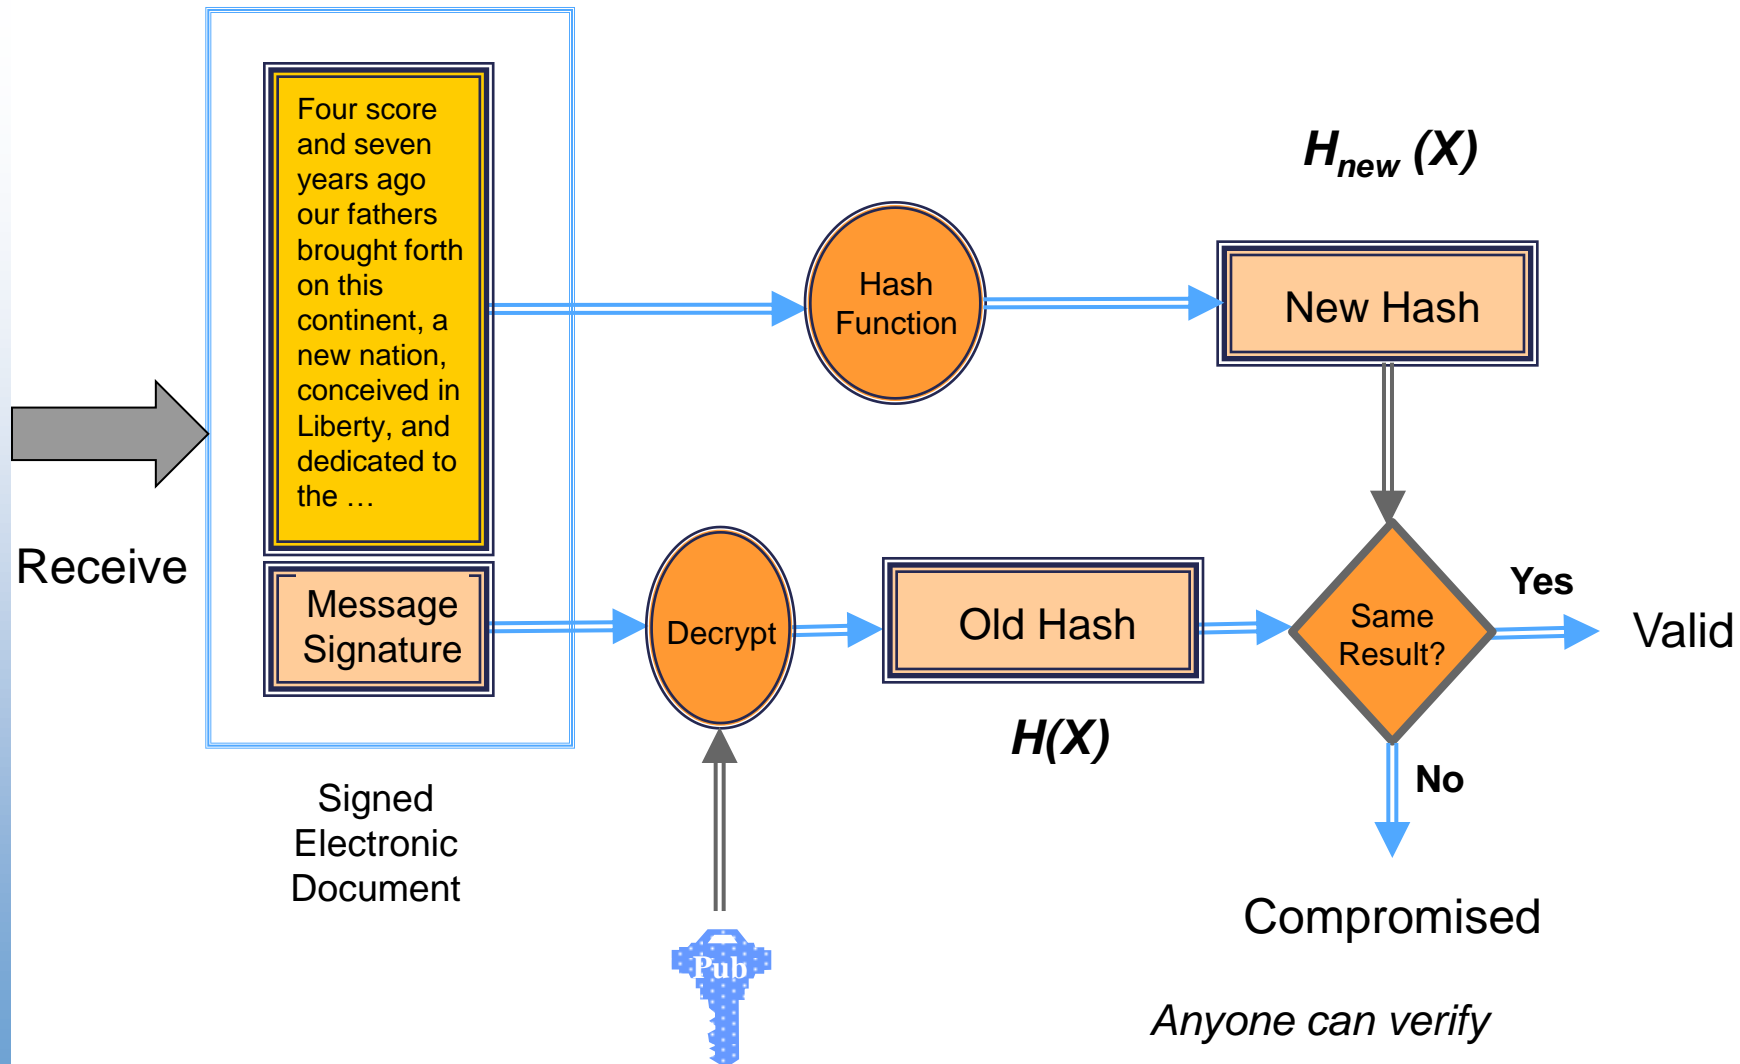 Four score
and seven
years ago
our fathers
brought forth
on this
continent, a
new nation,
conceived in
Liberty, and
dedicated to
the …
Receive
Message
Signature
Signed
Electronic
Document
Hash
Function
H_new (X)
New Hash
Decrypt
Old Hash
H(X)
Same
Result?
Yes
Valid
No
Compromised
Pub
Anyone can verify